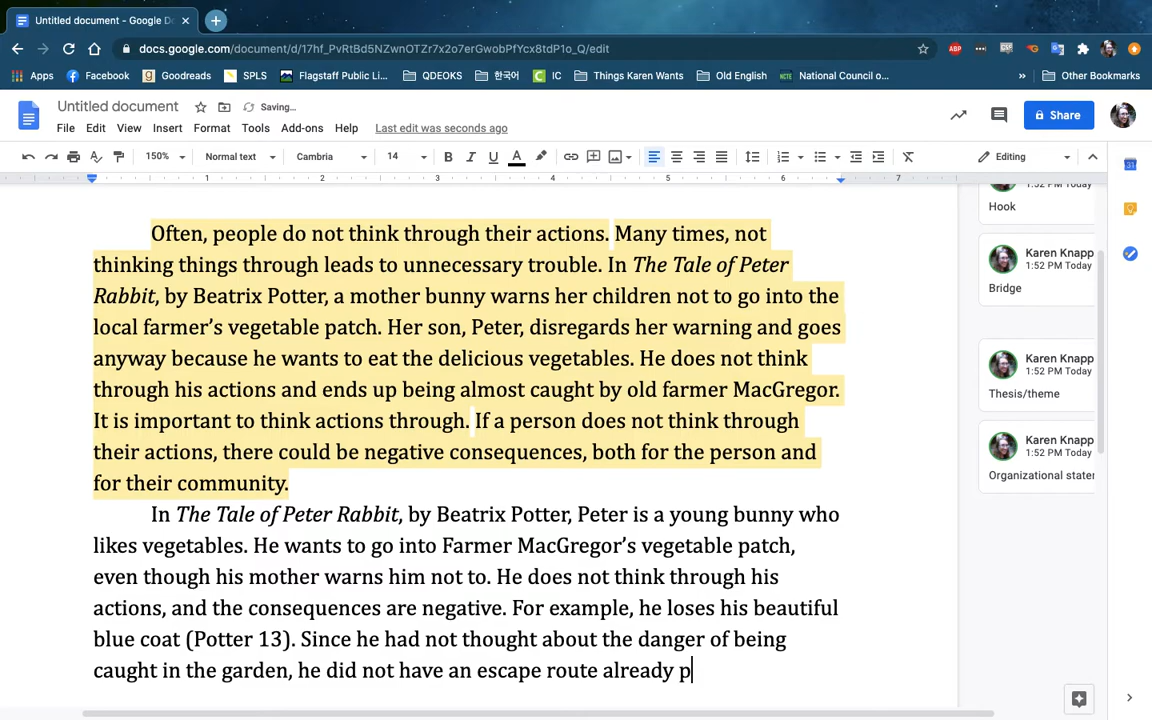 Untitled document - Google Do
docs.google.com/document/d/17hf_PvRtBd5NZwnOTZr7x2o7erGwobPfYcx8tdP1o_Q/edit
ABP
Apps Facebook Goodreads SPLS Flagstaff Public Li... QDEOKS 한국어 IC Things Karen Wants Old English National Council o... » Other Bookmarks
Untitled document Saving...
File Edit View Insert Format Tools Add-ons Help Last edit was seconds ago
Share
150% Normal text Cambria 14 B I U A Editing
1 2 3 4 5 6 7
Often, people do not think through their actions. Many times, not
thinking things through leads to unnecessary trouble. In The Tale of Peter
Rabbit, by Beatrix Potter, a mother bunny warns her children not to go into the
local farmer’s vegetable patch. Her son, Peter, disregards her warning and goes
anyway because he wants to eat the delicious vegetables. He does not think
through his actions and ends up being almost caught by old farmer MacGregor.
It is important to think actions through. If a person does not think through
their actions, there could be negative consequences, both for the person and
for their community.
In The Tale of Peter Rabbit, by Beatrix Potter, Peter is a young bunny who
likes vegetables. He wants to go into Farmer MacGregor’s vegetable patch,
even though his mother warns him not to. He does not think through his
actions, and the consequences are negative. For example, he loses his beautiful
blue coat (Potter 13). Since he had not thought about the danger of being
caught in the garden, he did not have an escape route already p
1:52 PM Today
Hook
Karen Knapp
1:52 PM Today
Bridge
Karen Knapp
1:52 PM Today
Thesis/theme
Karen Knapp
1:52 PM Today
Organizational state